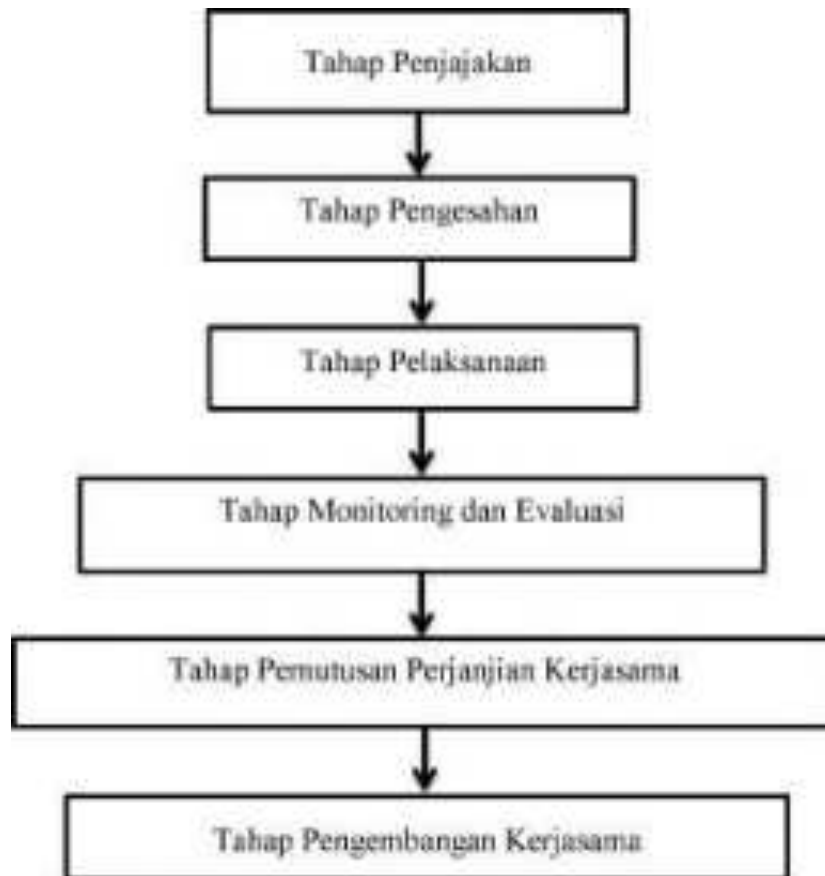 Tahap Penjajakan
Tahap Pengesahan
Tahap Pelaksanaan
Tahap Monitoring dan Evaluasi
Tahap Pemutusan Perjanjian Kerjasama
Tahap Pengembangan Kerjasama